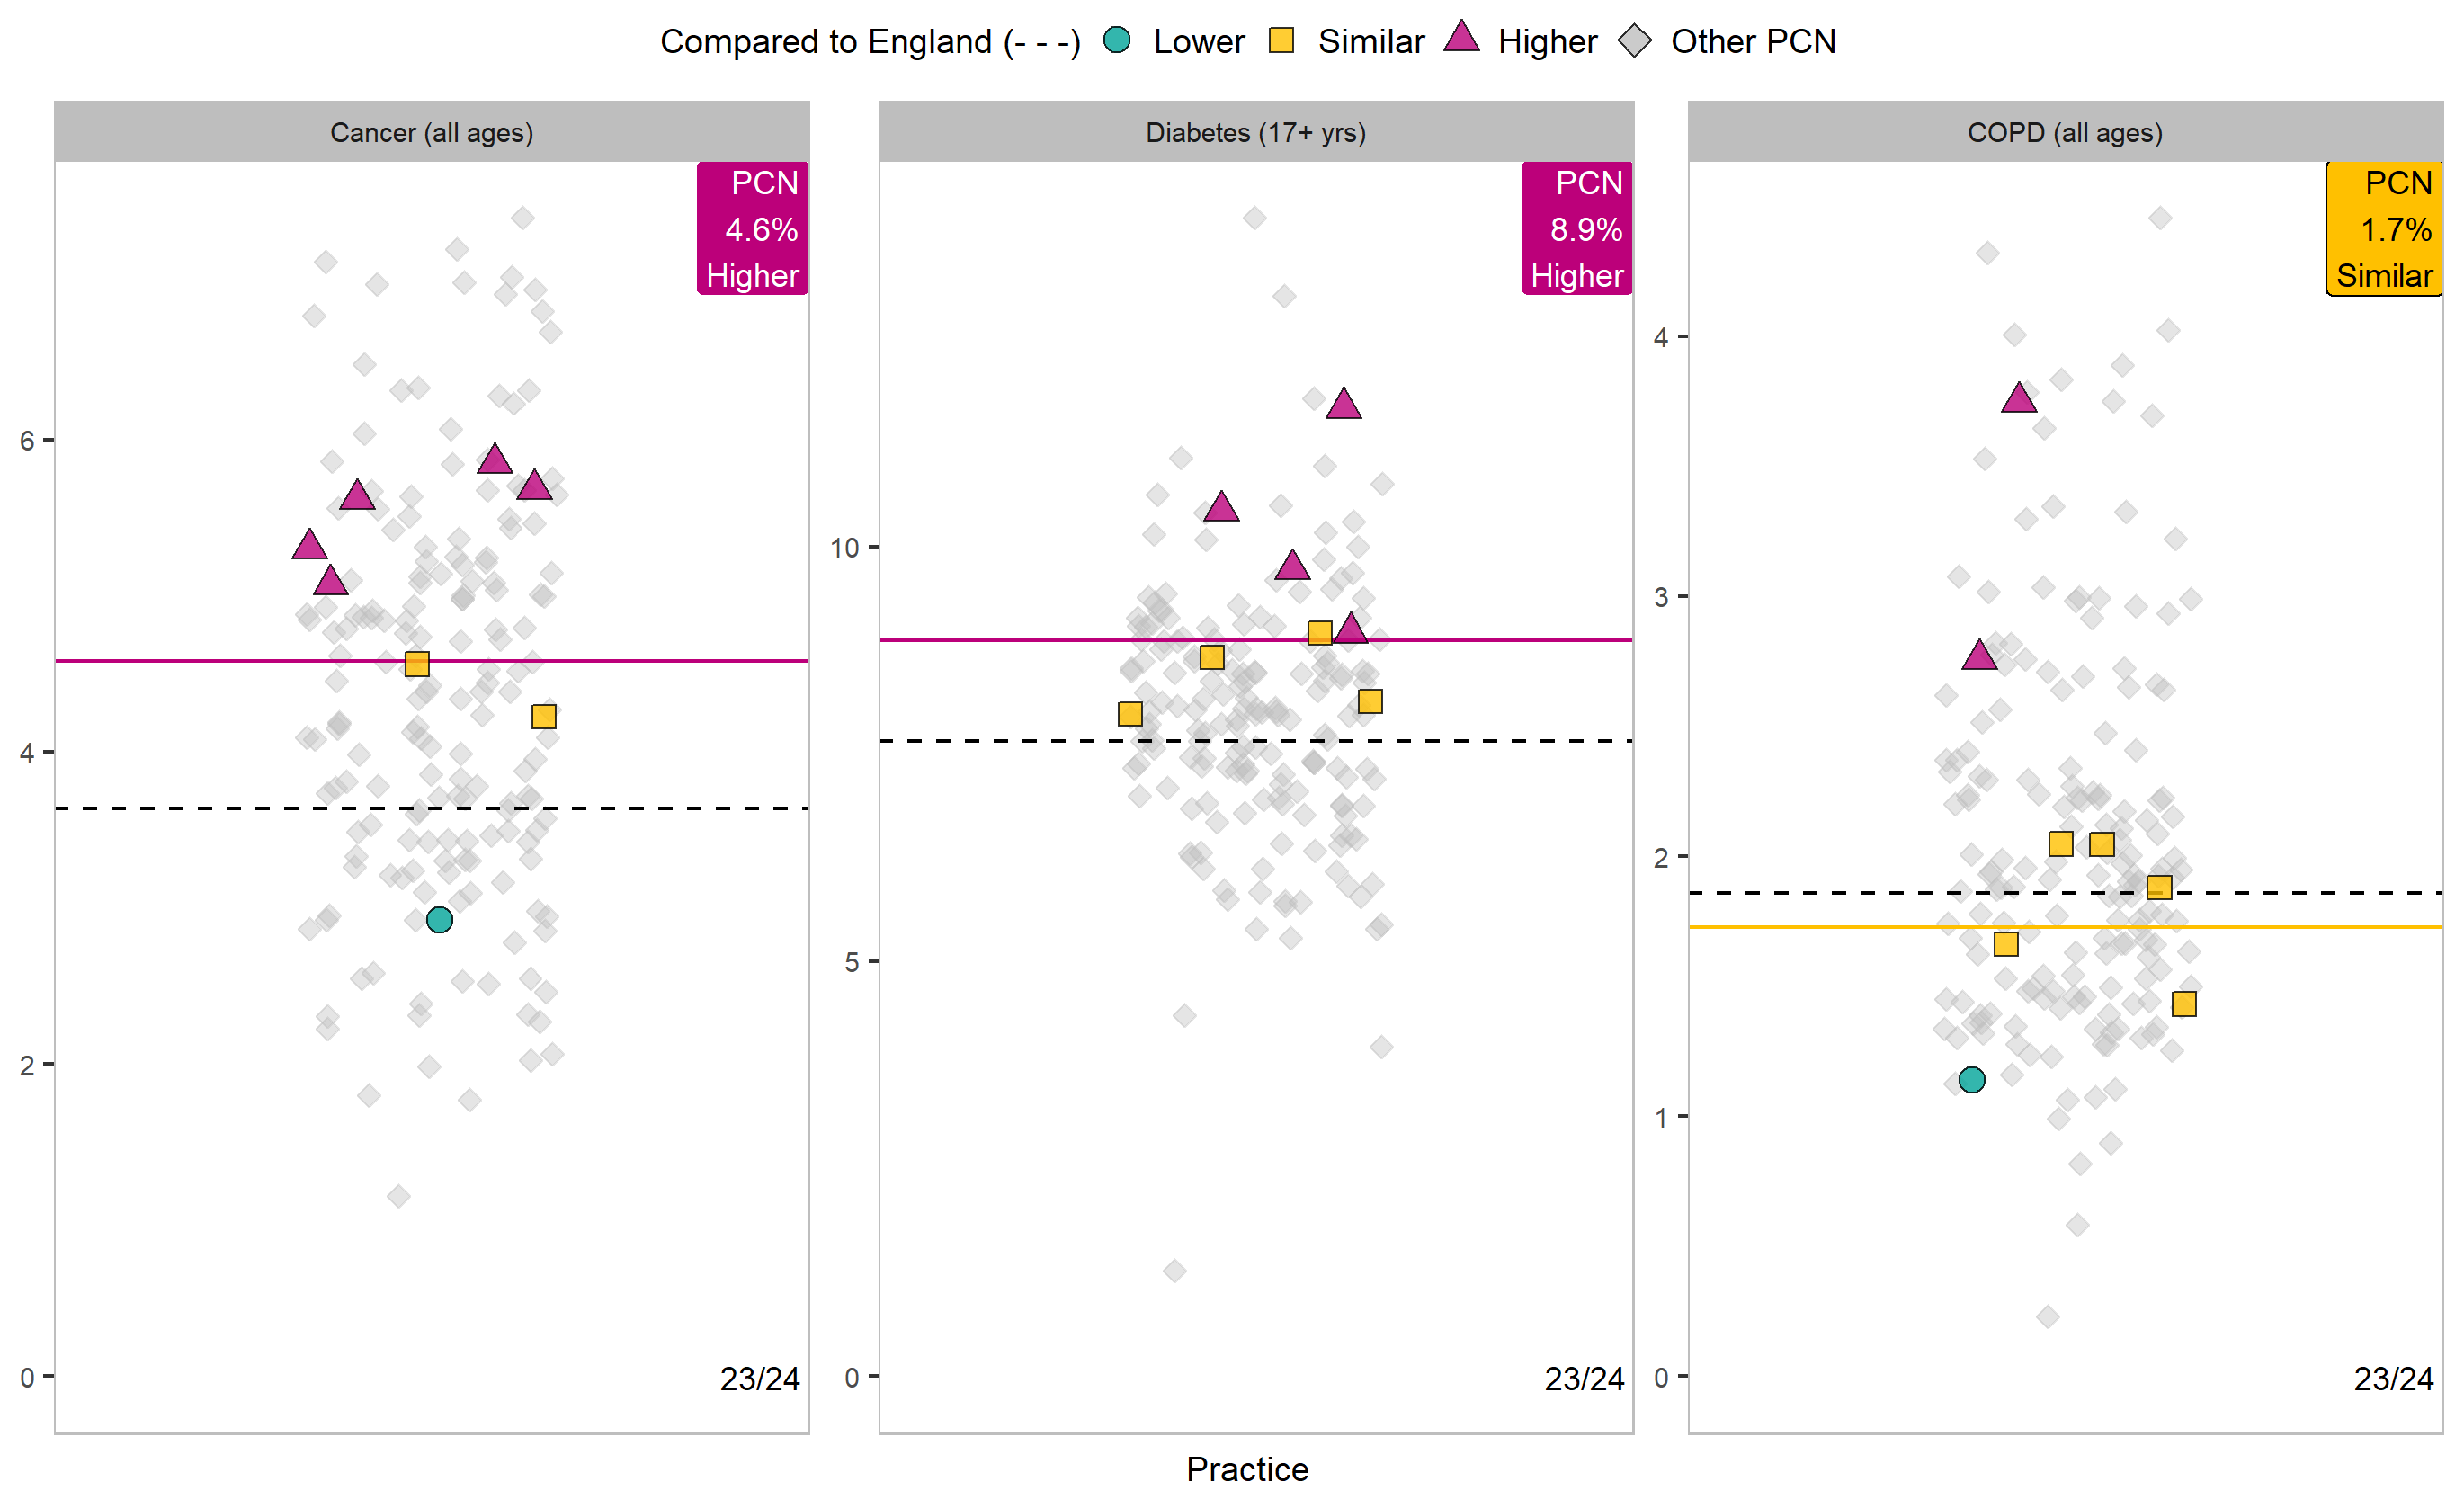 Compared to England (- - -) Lower Similar Higher Other PCN
Cancer (all ages)
PCN
4.6%
Higher
6
4
2
0
23/24
Diabetes (17+ yrs)
PCN
8.9%
Higher
10
5
0
23/24
COPD (all ages)
PCN
1.7%
Similar
4
3
2
1
0
23/24
Practice